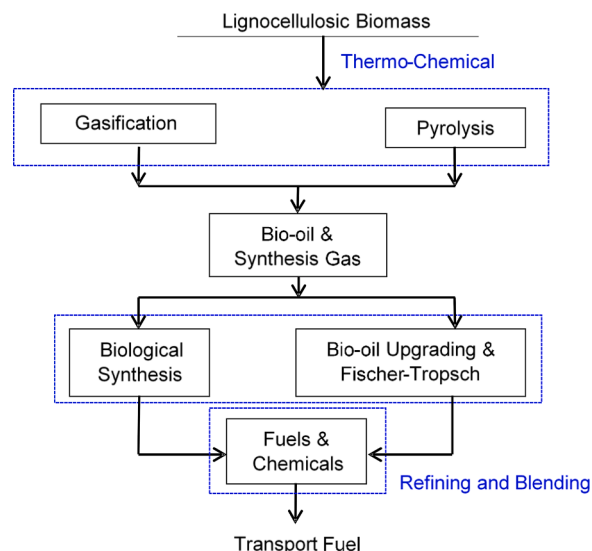 Lignocellulosic Biomass
Thermo-Chemical
Gasification
Pyrolysis
Bio-oil &
Synthesis Gas
Biological
Synthesis
Bio-oil Upgrading &
Fischer-Tropsch
Fuels &
Chemicals
Refining and Blending
Transport Fuel